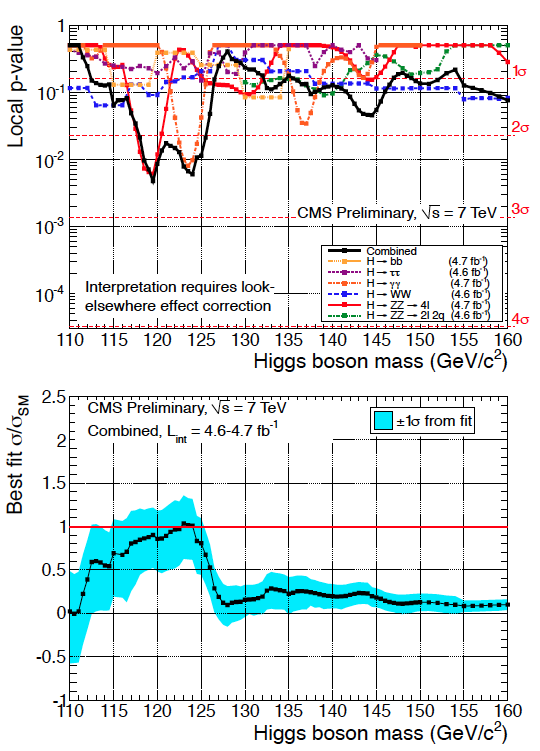 Local p-value
1
10⁻¹
10⁻²
10⁻³
10⁻⁴
1σ
2σ
3σ
4σ
CMS Preliminary, √s = 7 TeV
Interpretation requires look-
elsewhere effect correction
Combined
H → bb (4.7 fb⁻¹)
H → ττ (4.6 fb⁻¹)
H → γγ (4.7 fb⁻¹)
H → WW (4.6 fb⁻¹)
H → ZZ → 4l (4.7 fb⁻¹)
H → ZZ → 2l 2q (4.6 fb⁻¹)
110 115 120 125 130 135 140 145 150 155 160
Higgs boson mass (GeV/c²)
Best fit σ/σSM
2.5
2
1.5
1
0.5
0
-0.5
-1
CMS Preliminary, √s = 7 TeV
Combined, Lint = 4.6-4.7 fb⁻¹
±1σ from fit
110 115 120 125 130 135 140 145 150 155 160
Higgs boson mass (GeV/c²)